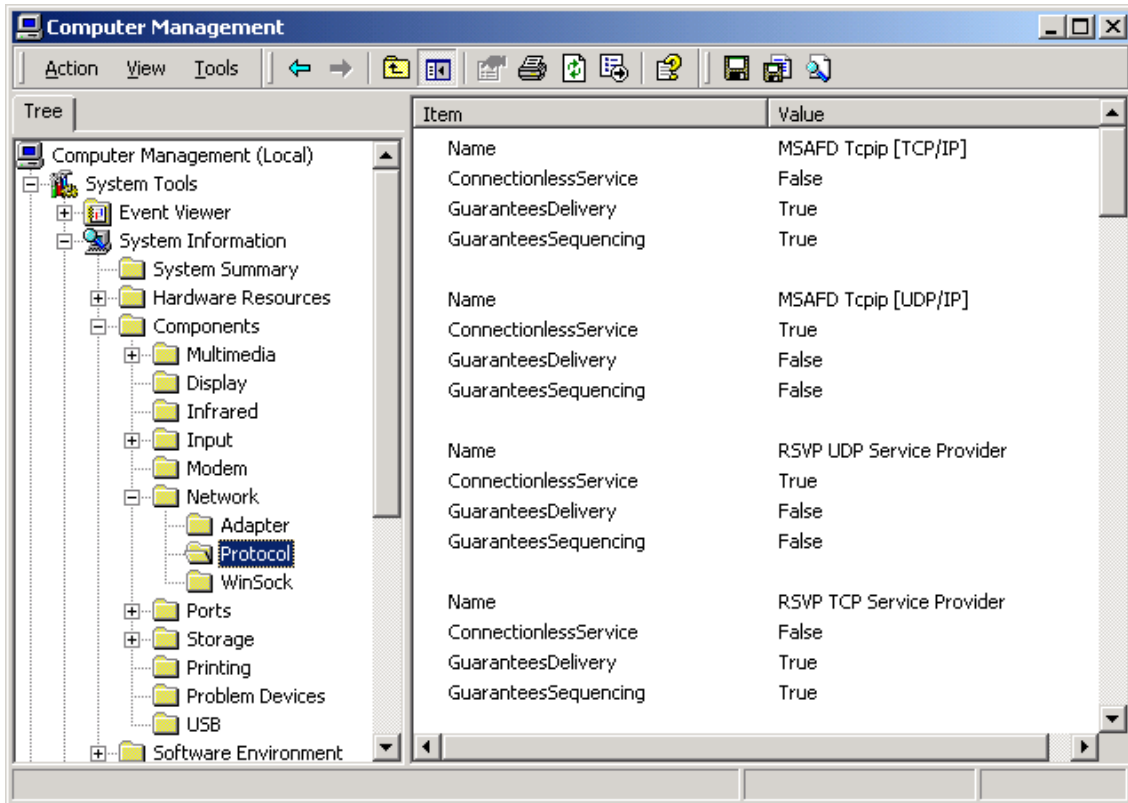 Computer Management
Action View Tools
Tree
Computer Management (Local)
System Tools
Event Viewer
System Information
System Summary
Hardware Resources
Components
Multimedia
Display
Infrared
Input
Modem
Network
Adapter
Protocol
WinSock
Ports
Storage
Printing
Problem Devices
USB
Software Environment
Item Value
Name MSAFD Tcpip [TCP/IP]
ConnectionlessService False
GuaranteesDelivery True
GuaranteesSequencing True
Name MSAFD Tcpip [UDP/IP]
ConnectionlessService True
GuaranteesDelivery False
GuaranteesSequencing False
Name RSVP UDP Service Provider
ConnectionlessService True
GuaranteesDelivery False
GuaranteesSequencing False
Name RSVP TCP Service Provider
ConnectionlessService False
GuaranteesDelivery True
GuaranteesSequencing True